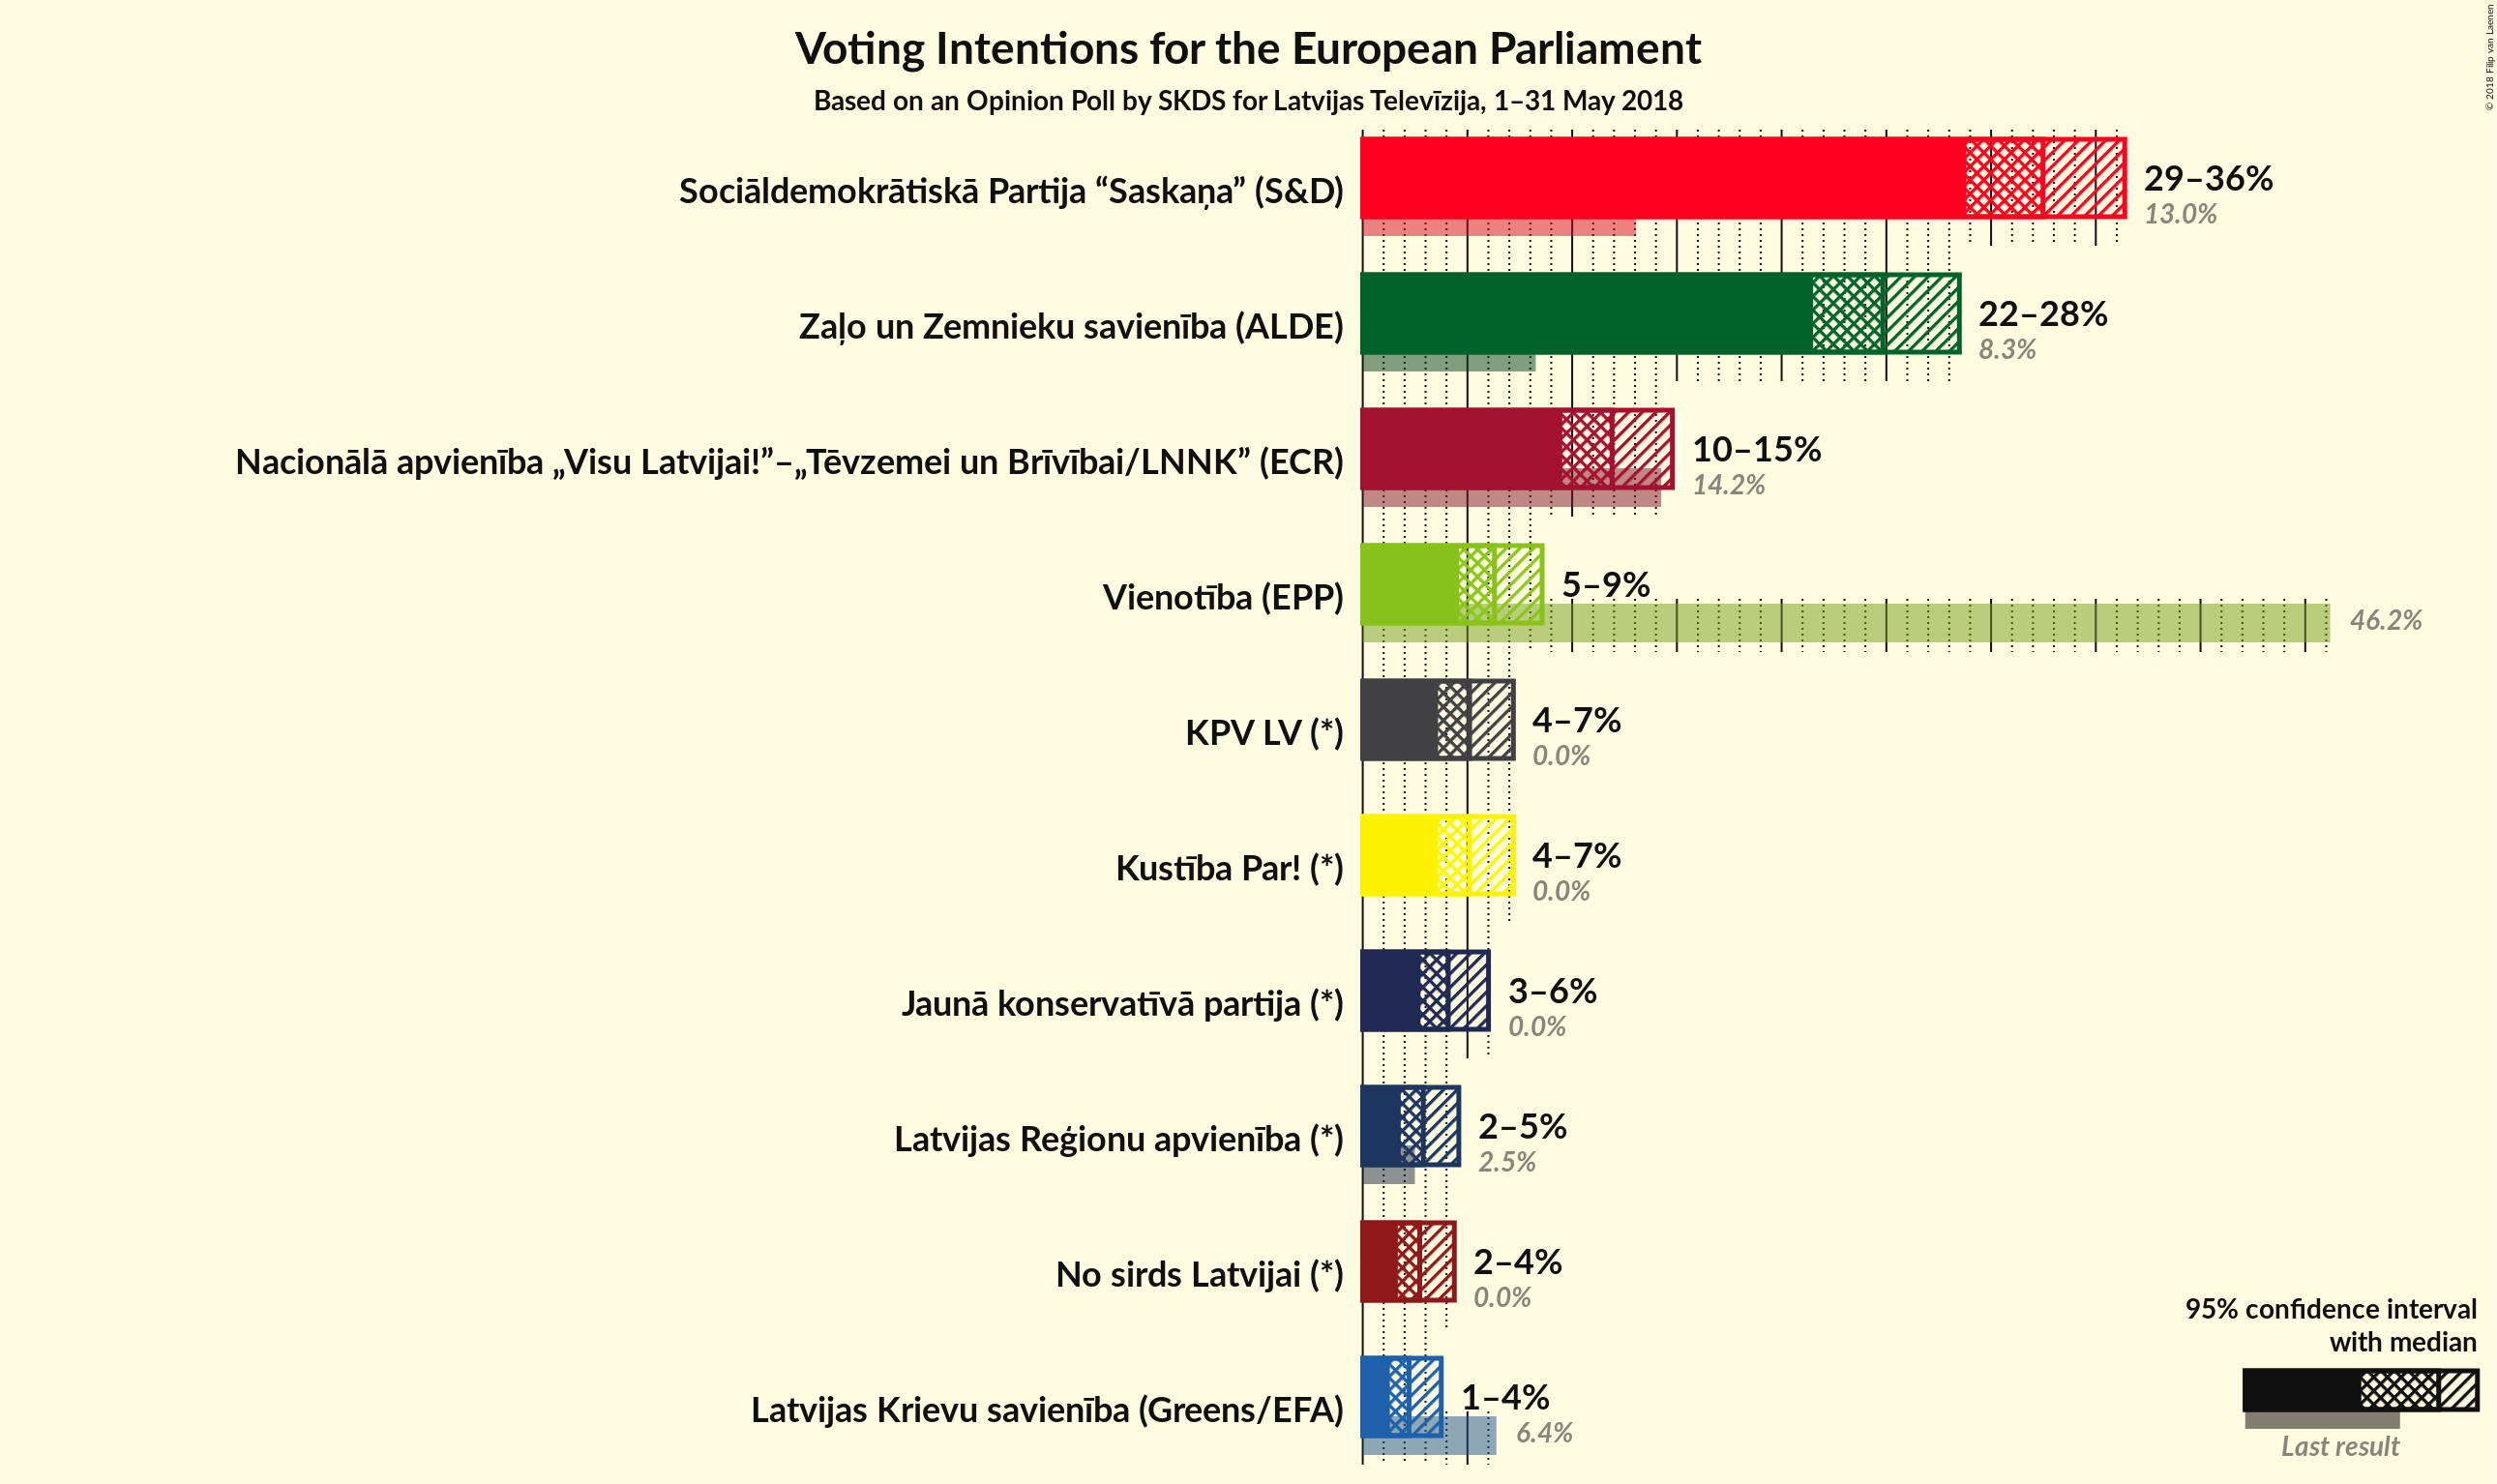 © 2018 Filip van Laenen
Voting Intentions for the European Parliament
Based on an Opinion Poll by SKDS for Latvijas Televīzija, 1–31 May 2018
Sociāldemokrātiskā Partija “Saskaņa” (S&D)
29–36%
13.0%
Zaļo un Zemnieku savienība (ALDE)
22–28%
8.3%
Nacionālā apvienība „Visu Latvijai!”–„Tēvzemei un Brīvībai/LNNK” (ECR)
10–15%
14.2%
Vienotība (EPP)
5–9%
46.2%
KPV LV (*)
4–7%
0.0%
Kustība Par! (*)
4–7%
0.0%
Jaunā konservatīvā partija (*)
3–6%
0.0%
Latvijas Reģionu apvienība (*)
2–5%
2.5%
No sirds Latvijai (*)
2–4%
0.0%
Latvijas Krievu savienība (Greens/EFA)
1–4%
6.4%
95% confidence interval
with median
Last result